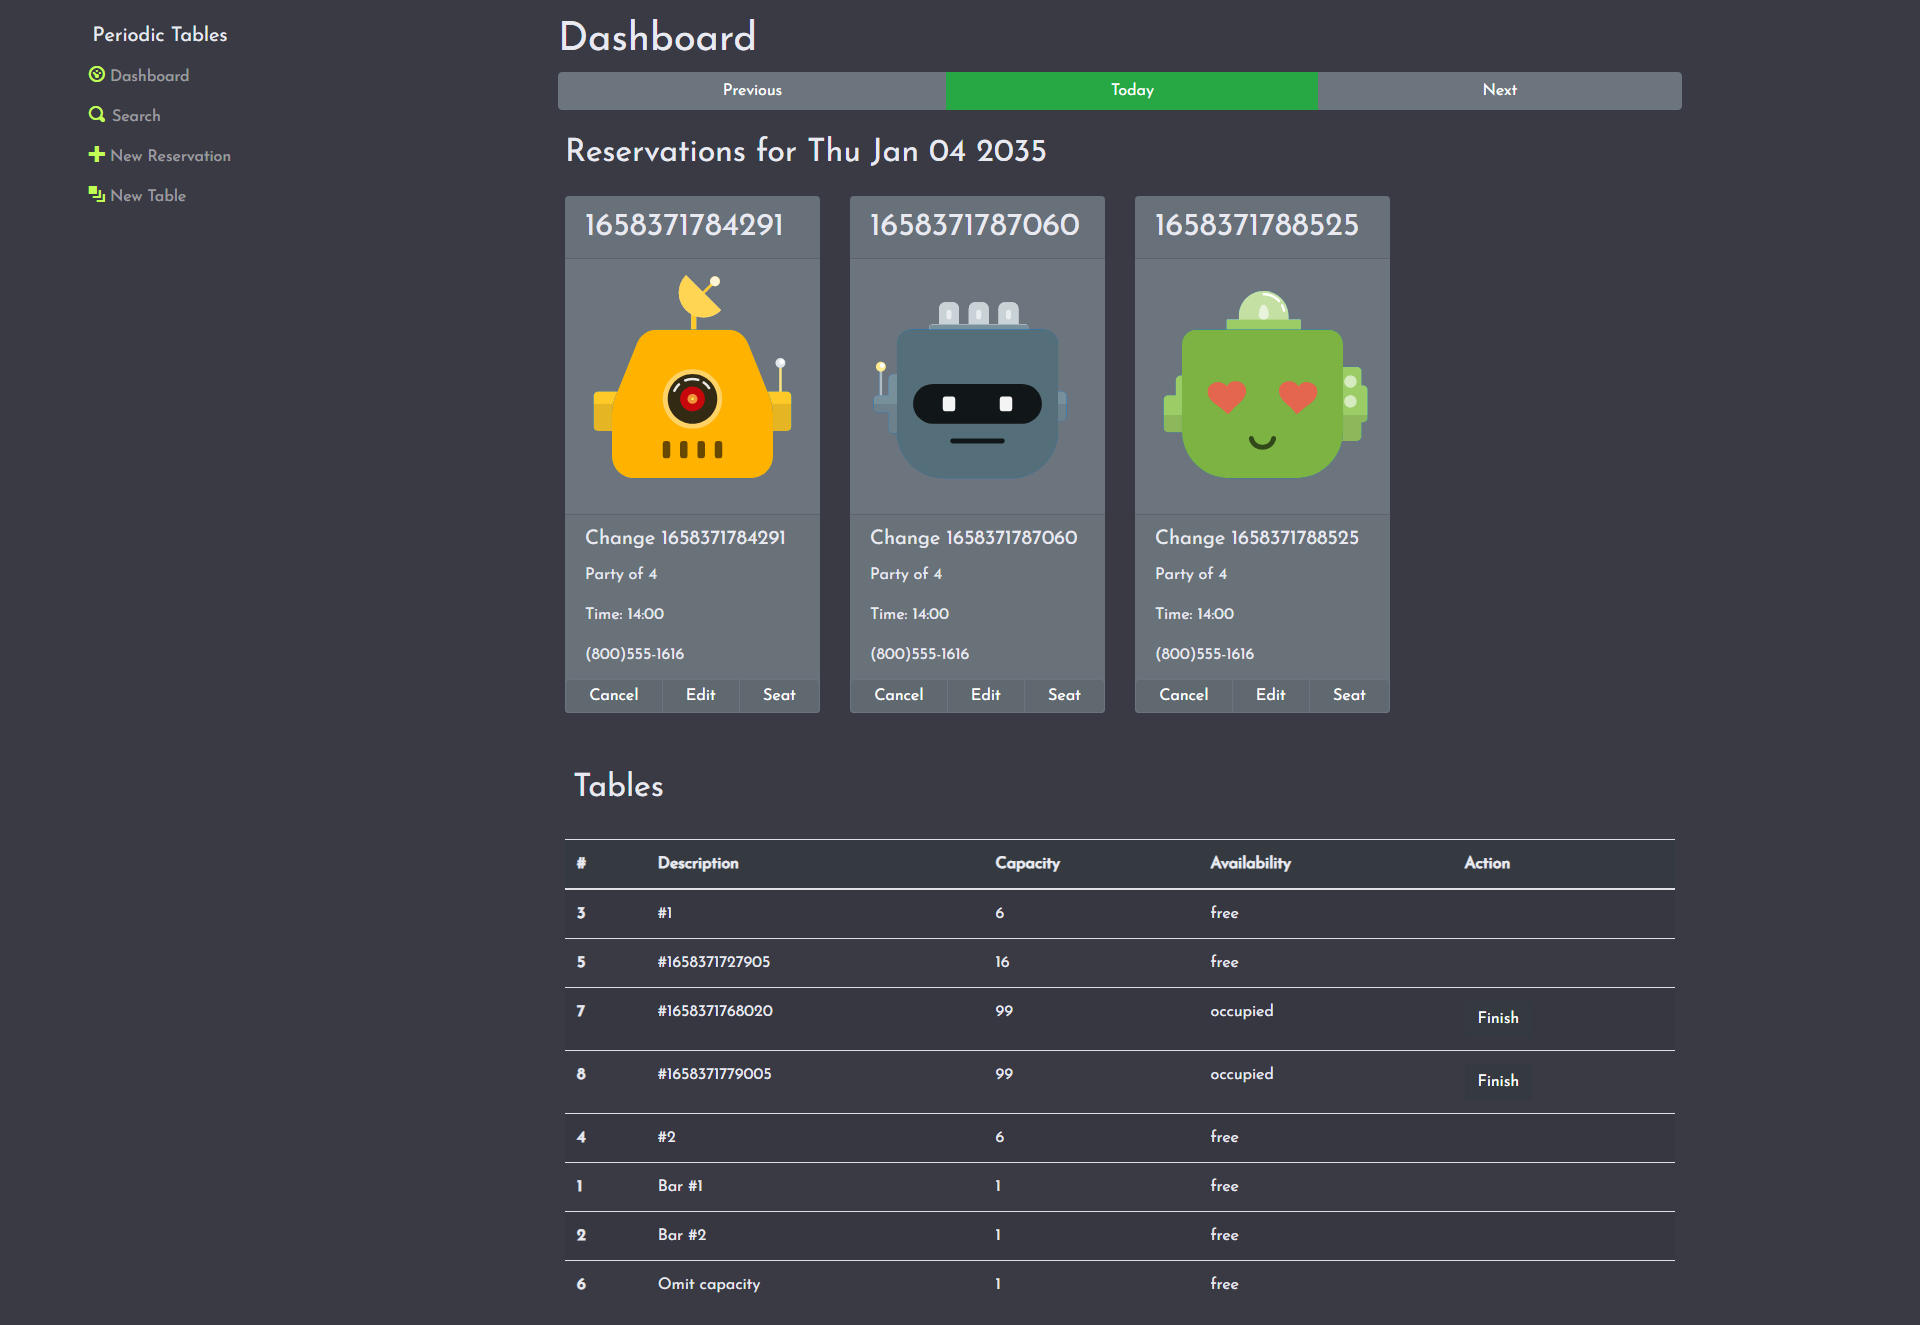 Periodic Tables
Dashboard
Search
New Reservation
New Table
Dashboard
Previous Today Next
Reservations for Thu Jan 04 2035
1658371784291
Change 1658371784291
Party of 4
Time: 14:00
(800)555-1616
Cancel Edit Seat
1658371787060
Change 1658371787060
Party of 4
Time: 14:00
(800)555-1616
Cancel Edit Seat
1658371788525
Change 1658371788525
Party of 4
Time: 14:00
(800)555-1616
Cancel Edit Seat
Tables
# Description Capacity Availability Action
3 #1 6 free
5 #1658371727905 16 free
7 #1658371768020 99 occupied Finish
8 #1658371779005 99 occupied Finish
4 #2 6 free
1 Bar #1 1 free
2 Bar #2 1 free
6 Omit capacity 1 free